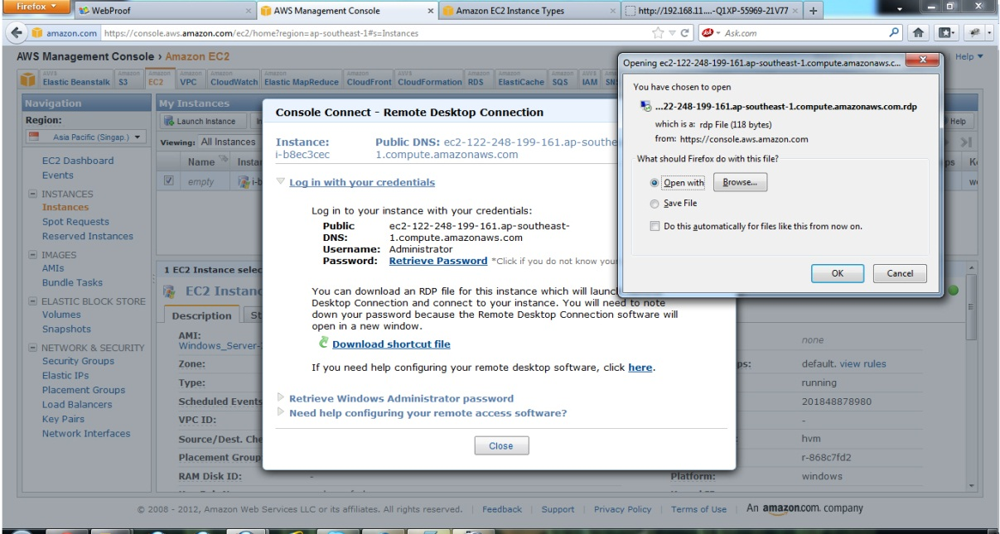 Firefox
WebProof
AWS Management Console
Amazon EC2 Instance Types
http://192.168.11....-Q1XP-55969-21V77
amazon.com https://console.aws.amazon.com/ec2/home?region=ap-southeast-1#s=Instances
Ask.com
AWS Management Console › Amazon EC2
Help
AWS Elastic Beanstalk
Amazon S3
Amazon EC2
Amazon VPC
Amazon CloudWatch
Amazon Elastic MapReduce
Amazon CloudFront
AWS CloudFormation
Amazon RDS
Amazon ElastiCache
Amazon SQS
AWS IAM
Navigation
Region:
Asia Pacific (Singap.)
EC2 Dashboard
Events
INSTANCES
Instances
Spot Requests
Reserved Instances
IMAGES
AMIs
Bundle Tasks
ELASTIC BLOCK STORE
Volumes
Snapshots
NETWORK & SECURITY
Security Groups
Elastic IPs
Placement Groups
Load Balancers
Key Pairs
Network Interfaces
My Instances
Launch Instance
Help
Viewing: All Instances
Name
empty
1 EC2 Instance
EC2
Description
AMI:
Zone:
Type:
Scheduled Events
VPC ID:
Source/Dest.
Placement Group
RAM Disk ID: -
none
default. view rules
running
201848878980
-
hvm
r-868c7fd2
Platform: windows
Console Connect - Remote Desktop Connection
Instance: Public DNS: ec2-122-248-199-161.ap-southe
i-b8ec3cec 1.compute.amazonaws.com
Log in with your credentials
Log in to your instance with your credentials:
Public ec2-122-248-199-161.ap-southeast-
DNS: 1.compute.amazonaws.com
Username: Administrator
Password: Retrieve Password *Click if you do not know your
You can download an RDP file for this instance which will launc
Desktop Connection and connect to your instance. You will need to note
down your password because the Remote Desktop Connection software will
open in a new window.
Download shortcut file
If you need help configuring your remote desktop software, click here.
Retrieve Windows Administrator password
Need help configuring your remote access software?
Close
Opening ec2-122-248-199-161.ap-southeast-1.compute.amazonaws.c...
You have chosen to open
...22-248-199-161.ap-southeast-1.compute.amazonaws.com.rdp
which is a: rdp File (118 bytes)
from: https://console.aws.amazon.com
What should Firefox do with this file?
Open with Browse...
Save File
Do this automatically for files like this from now on.
OK Cancel
© 2008 - 2012, Amazon Web Services LLC or its affiliates. All rights reserved. | Feedback | Support | Privacy Policy | Terms of Use | An amazon.com. company